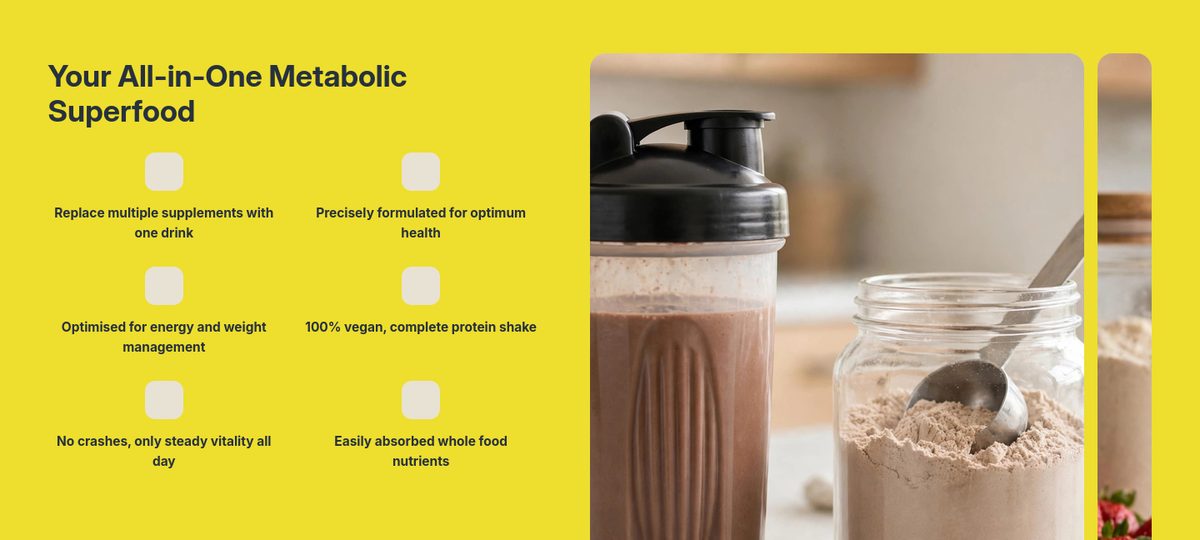 Your All-in-One Metabolic
Superfood
Replace multiple supplements with
one drink
Precisely formulated for optimum
health
Optimised for energy and weight
management
100% vegan, complete protein shake
No crashes, only steady vitality all
day
Easily absorbed whole food
nutrients